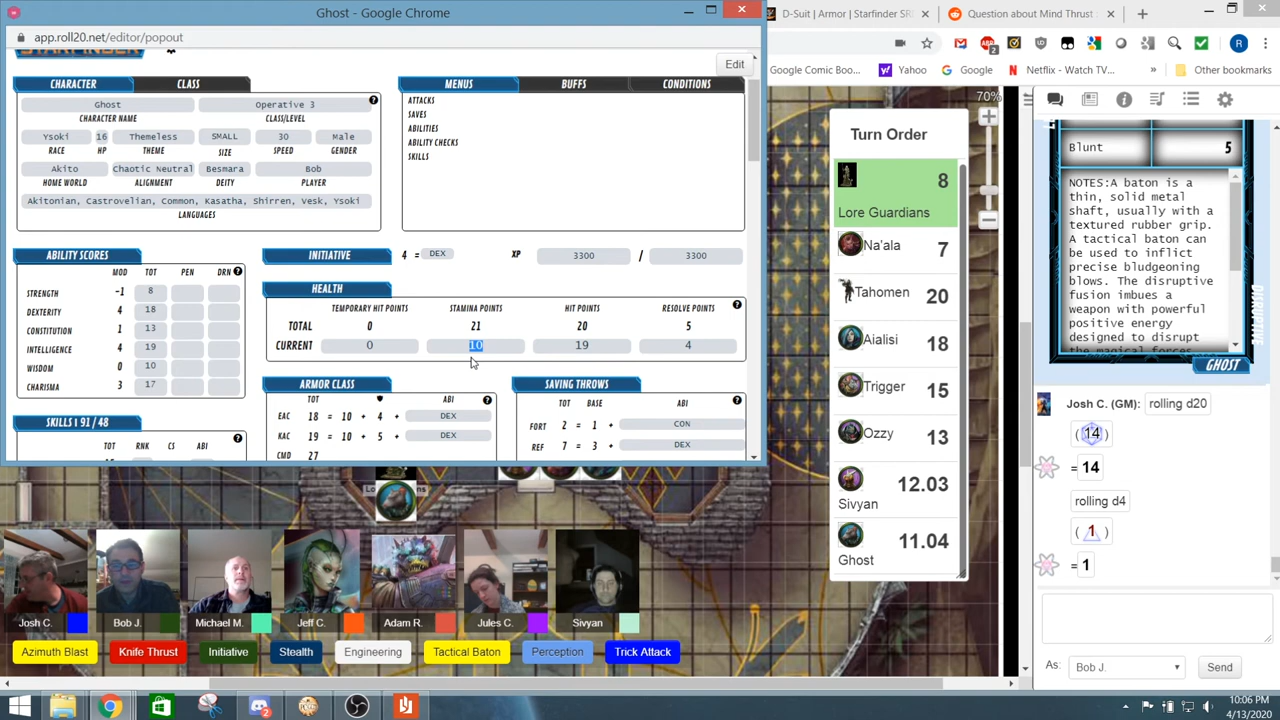 Ghost - Google Chrome
D-Suit | Armor | Starfinder SRD
Question about Mind Thrust
app.roll20.net/editor/popout
Edit
Google Comic Boo...
Yahoo
Google
Netflix - Watch TV...
Other bookmarks
CHARACTER
CLASS
MENUS
BUFFS
CONDITIONS
Ghost
Operative 3
CHARACTER NAME
CLASS/LEVEL
Ysoki 16 Themeless SMALL 30 Male
RACE HP THEME SIZE SPEED GENDER
Akito Chaotic Neutral Besmara Bob
HOME WORLD ALIGNMENT DEITY PLAYER
Akitonian, Castrovelian, Common, Kasatha, Shirren, Vesk, Ysoki
LANGUAGES
ATTACKS
SAVES
ABILITIES
ABILITY CHECKS
SKILLS
ABILITY SCORES
MOD TOT PEN DRN
STRENGTH -1 8
DEXTERITY 4 18
CONSTITUTION 1 13
INTELLIGENCE 4 19
WISDOM 0 10
CHARISMA 3 17
SKILLS | 91 / 48
TOT RNK CS ABI
INITIATIVE 4 = DEX XP 3300 / 3300
HEALTH
TEMPORARY HIT POINTS STAMINA POINTS HIT POINTS RESOLVE POINTS
TOTAL 0 21 20 5
CURRENT 0 10 19 4
ARMOR CLASS
TOT ABI
EAC 18 = 10 + 4 + DEX
KAC 19 = 10 + 5 + DEX
CMD 27
SAVING THROWS
TOT BASE ABI
FORT 2 = 1 + CON
REF 7 = 3 + DEX
70%
Turn Order
8
Lore Guardians
Na'ala 7
Tahomen 20
Aialisi 18
Trigger 15
Ozzy 13
12.03
Sivyan
11.04
Ghost
Blunt 5
NOTES:A baton is a
thin, solid metal
shaft, usually with a
textured rubber grip.
A tactical baton can
be used to inflict
precise bludgeoning
blows. The disruptive
fusion imbues a
weapon with powerful
positive energy
designed to disrupt
the magical forces
DISRUPTIVE
GHOST
Josh C. (GM): rolling d20
(14)
= 14
rolling d4
(1)
= 1
As: Bob J. Send
Josh C.
Bob J.
Michael M.
Jeff C.
Adam R.
Jules C.
Sivyan
Azimuth Blast
Knife Thrust
Initiative
Stealth
Engineering
Tactical Baton
Perception
Trick Attack
10:06 PM
4/13/2020